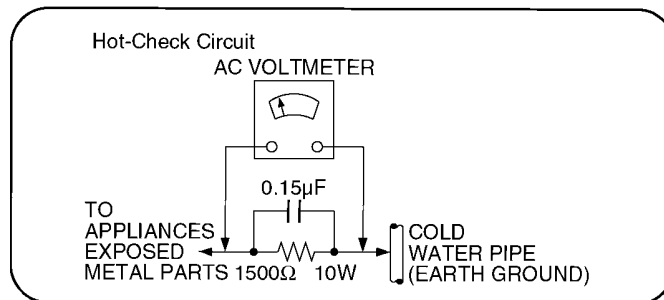 Hot-Check Circuit
AC VOLTMETER
0.15µF
TO
APPLIANCES
EXPOSED
METAL PARTS
1500Ω 10W
COLD
WATER PIPE
(EARTH GROUND)